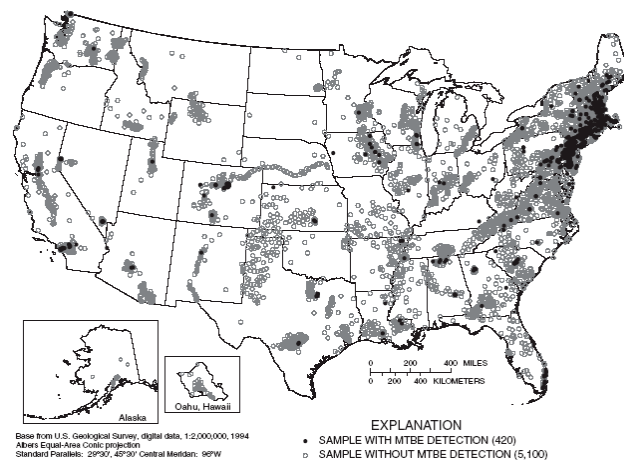 0 200 400 MILES
0 200 400 KILOMETERS
Alaska
Oahu, Hawaii
Base from U.S. Geological Survey, digital data, 1:2,000,000, 1994
Albers Equal-Area Conic projection
Standard Parallels: 29°30', 45°30' Central Meridian: 96°W
EXPLANATION
● SAMPLE WITH MTBE DETECTION (420)
○ SAMPLE WITHOUT MTBE DETECTION (5,100)